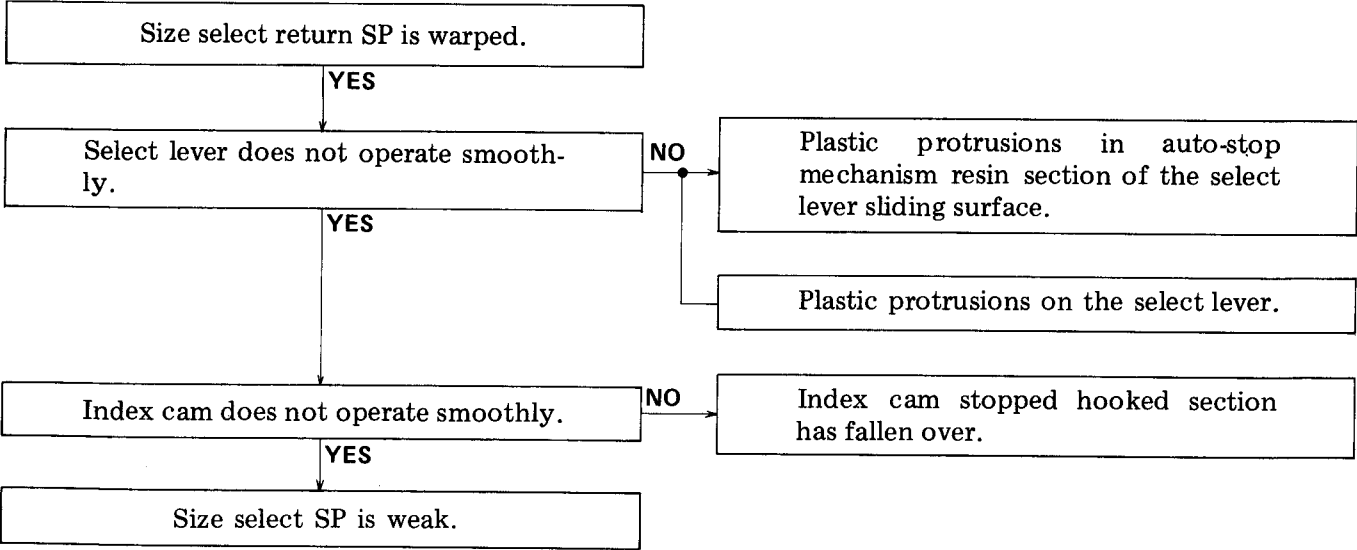 Size select return SP is warped.
YES
Select lever does not operate smooth-
ly.
NO
Plastic protrusions in auto-stop
mechanism resin section of the select
lever sliding surface.
YES
Plastic protrusions on the select lever.
Index cam does not operate smoothly.
NO
Index cam stopped hooked section
has fallen over.
YES
Size select SP is weak.